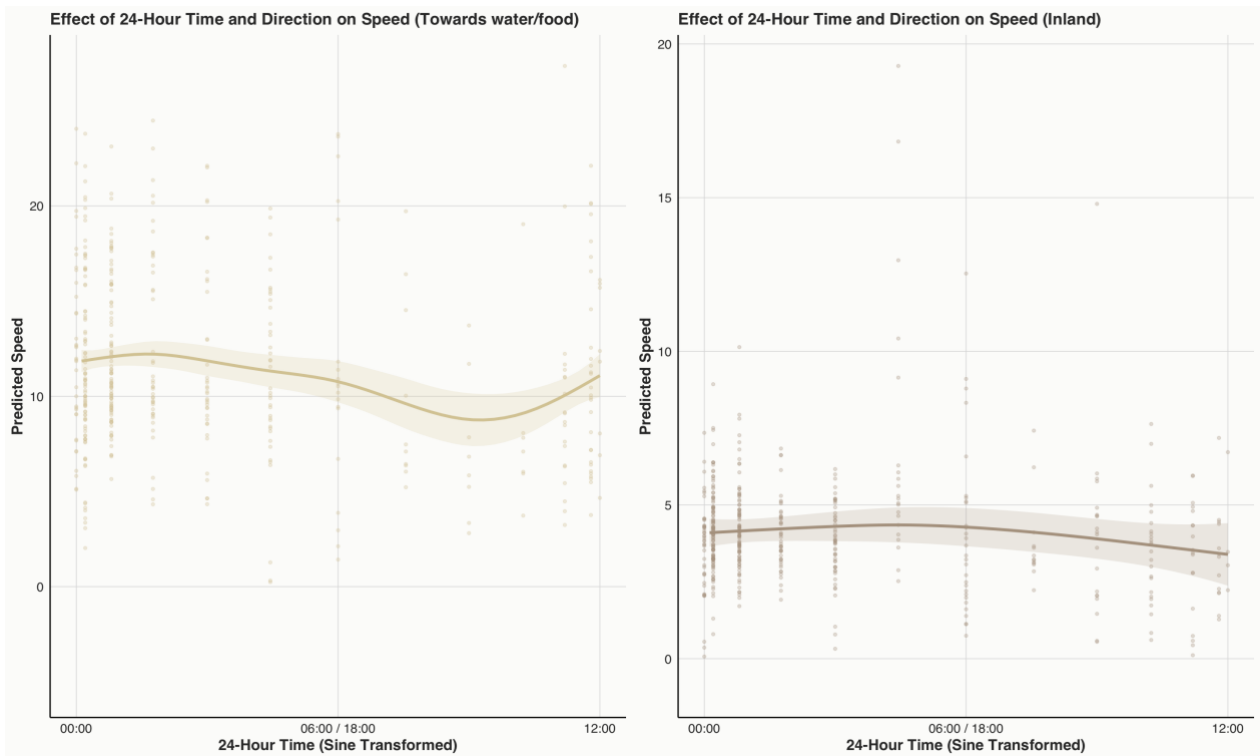 Effect of 24-Hour Time and Direction on Speed (Towards water/food)
Predicted Speed
20
10
0
00:00
06:00 / 18:00
12:00
24-Hour Time (Sine Transformed)
Effect of 24-Hour Time and Direction on Speed (Inland)
Predicted Speed
20
15
10
5
0
00:00
06:00 / 18:00
12:00
24-Hour Time (Sine Transformed)